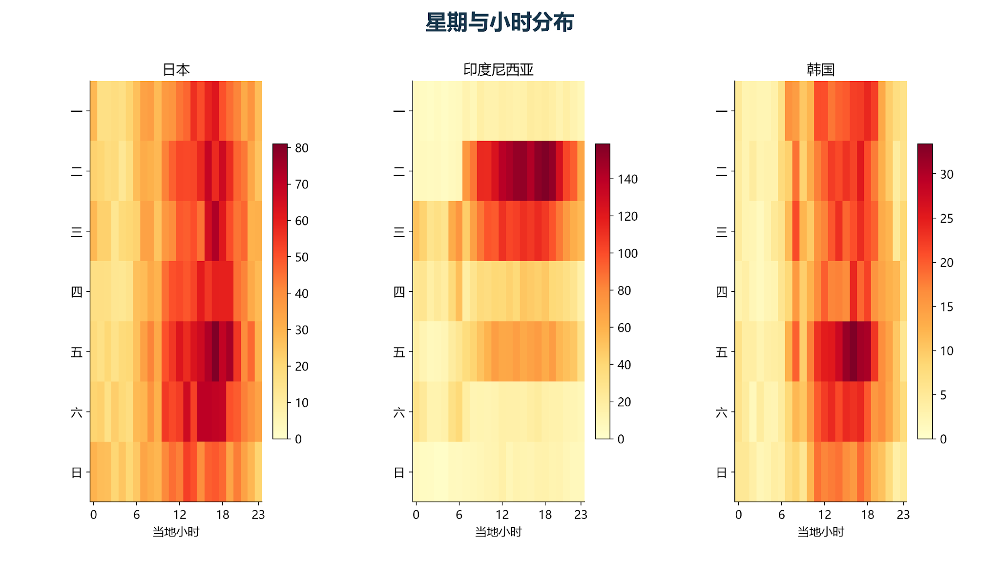 星期与小时分布
日本
一
二
三
四
五
六
日
0 6 12 18 23
当地小时
80
70
60
50
40
30
20
10
0
印度尼西亚
一
二
三
四
五
六
日
0 6 12 18 23
当地小时
140
120
100
80
60
40
20
0
韩国
一
二
三
四
五
六
日
0 6 12 18 23
当地小时
30
25
20
15
10
5
0